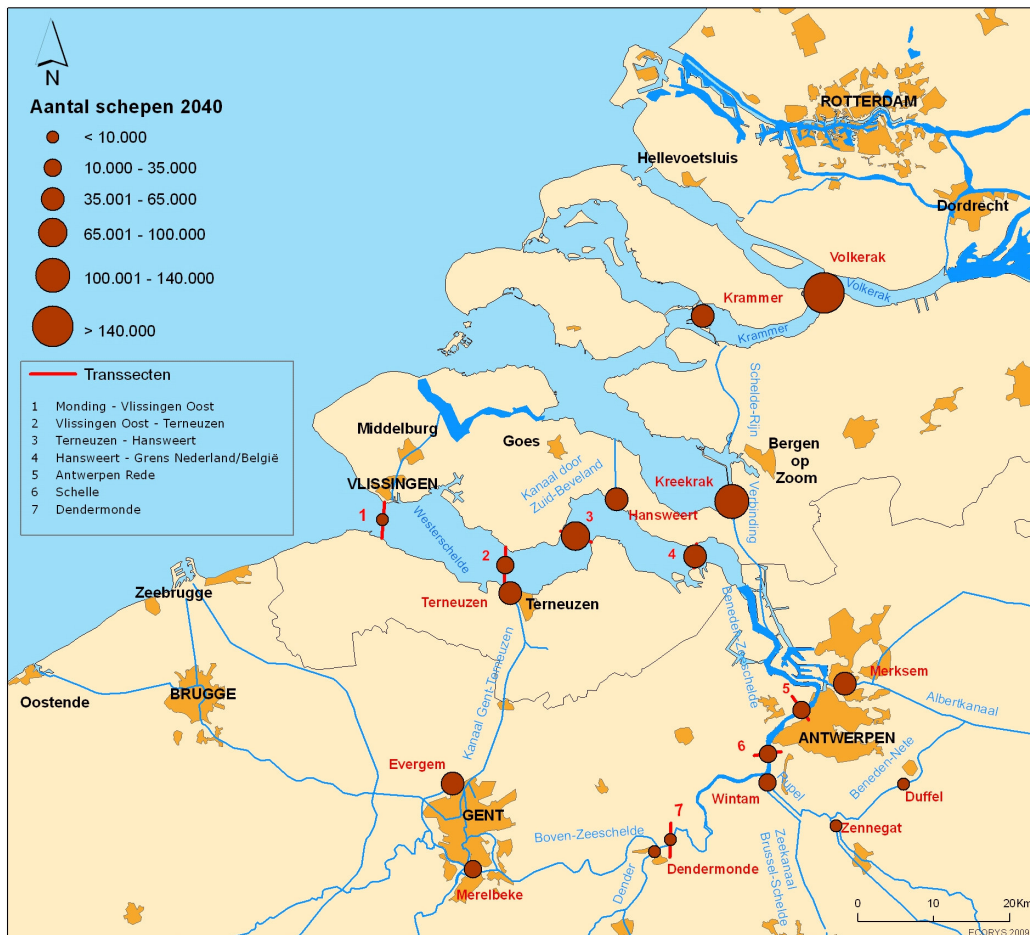 N
Aantal schepen 2040
< 10.000
10.000 - 35.000
35.001 - 65.000
65.001 - 100.000
100.001 - 140.000
> 140.000
Transsecten
1 Monding - Vlissingen Oost
2 Vlissingen Oost - Terneuzen
3 Terneuzen - Hansweert
4 Hansweert - Grens Nederland/België
5 Antwerpen Rede
6 Schelle
7 Dendermonde
ROTTERDAM
Hellevoetsluis
Dordrecht
Volkerak
Volkerak
Krammer
Krammer
Schelde-Rijn
Verbinding
Middelburg
Goes
Bergen
op
Zoom
VLISSINGEN
Kanaal door
Zuid-Beveland
Kreekrak
Hansweert
1
2
3
4
Westerschelde
Zeebrugge
Terneuzen
Terneuzen
Beneden-Zeeschelde
Oostende
BRUGGE
Kanaal Gent-Terneuzen
Merksem
Albertkanaal
5
ANTWERPEN
6
Evergem
Wintam
Rupel
Beneden-Nete
Duffel
GENT
7
Zennegat
Boven-Zeeschelde
Dender
Dendermonde
Zeekanaal
Brussel-Schelde
Merelbeke
0 10 20Km
ECORYS 2009